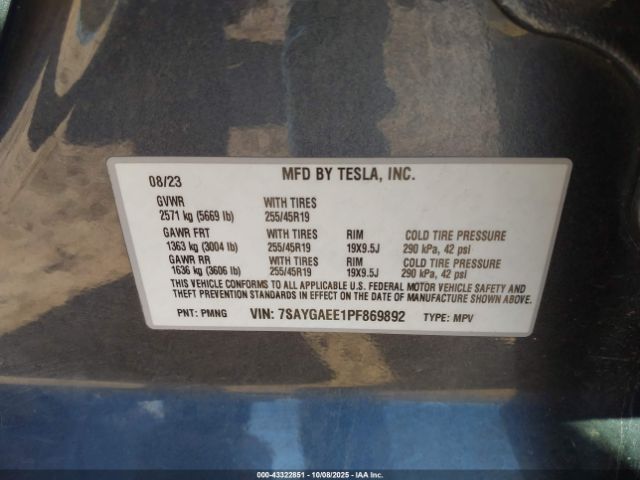 08/23 MFD BY TESLA, INC.
GVWR WITH TIRES
2571 kg (5669 lb) 255/45R19
GAWR FRT WITH TIRES RIM COLD TIRE PRESSURE
1363 kg (3004 lb) 255/45R19 19X9.5J 290 kPa, 42 psi
GAWR RR WITH TIRES RIM COLD TIRE PRESSURE
1636 kg (3606 lb) 255/45R19 19X9.5J 290 kPa, 42 psi
THIS VEHICLE CONFORMS TO ALL APPLICABLE U.S. FEDERAL MOTOR VEHICLE SAFETY AND
THEFT PREVENTION STANDARDS IN EFFECT ON THE DATE OF MANUFACTURE SHOWN ABOVE.
PNT: PMNG VIN: 7SAYGAEE1PF869892 TYPE: MPV
000-43322851 - 10/08/2025 - COPYRIGHT IAA, LLC